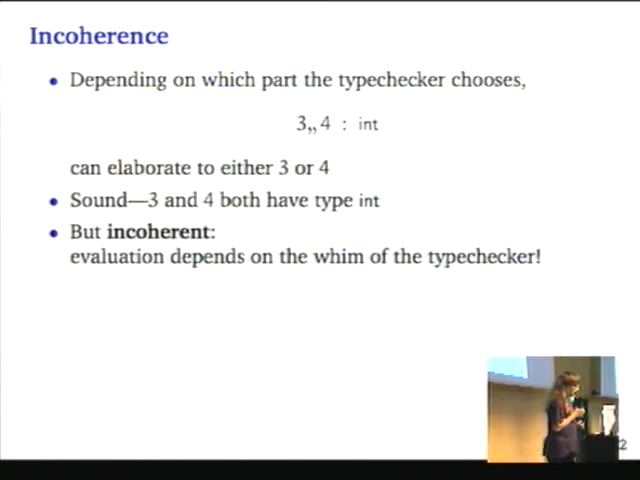 Incoherence
• Depending on which part the typechecker chooses,
3,,4 : int
can elaborate to either 3 or 4
• Sound—3 and 4 both have type int
• But incoherent:
evaluation depends on the whim of the typechecker!
2